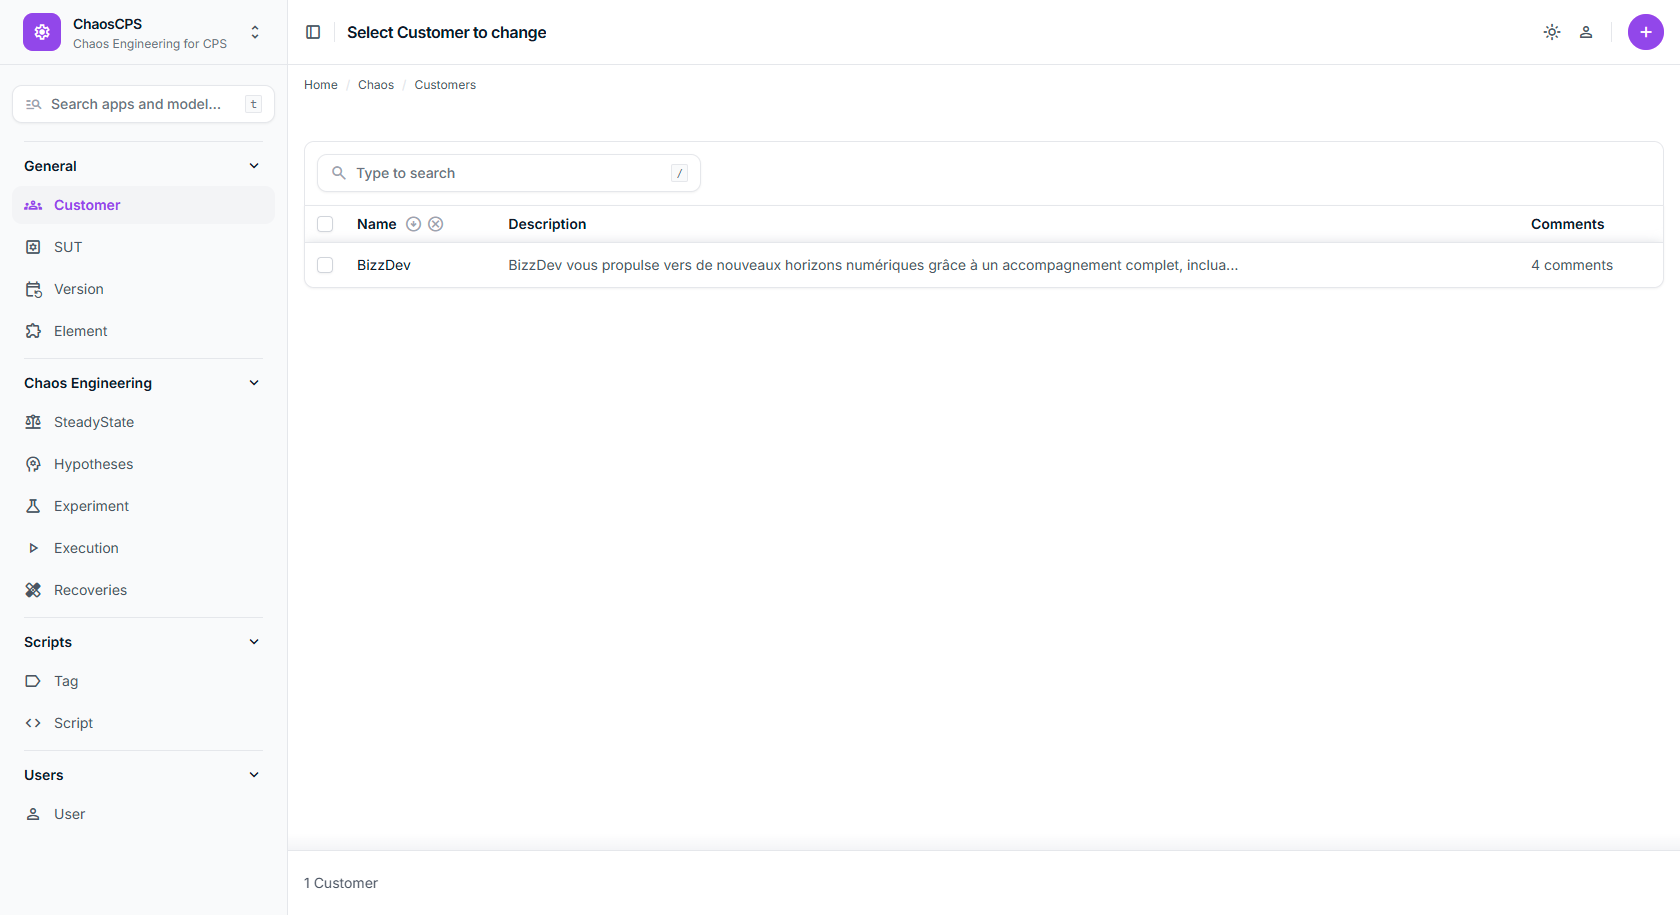 ChaosCPS
Chaos Engineering for CPS
Search apps and model...
t
General
Customer
SUT
Version
Element
Chaos Engineering
SteadyState
Hypotheses
Experiment
Execution
Recoveries
Scripts
Tag
Script
Users
User
Select Customer to change
Home / Chaos / Customers
Type to search
/
Name Description Comments
BizzDev BizzDev vous propulse vers de nouveaux horizons numériques grâce à un accompagnement complet, inclua... 4 comments
1 Customer